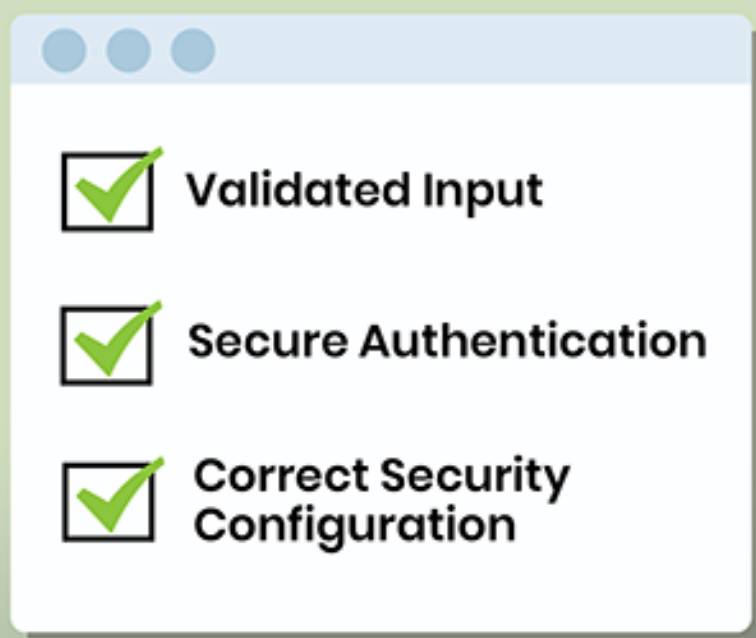 Validated Input
Secure Authentication
Correct Security
Configuration